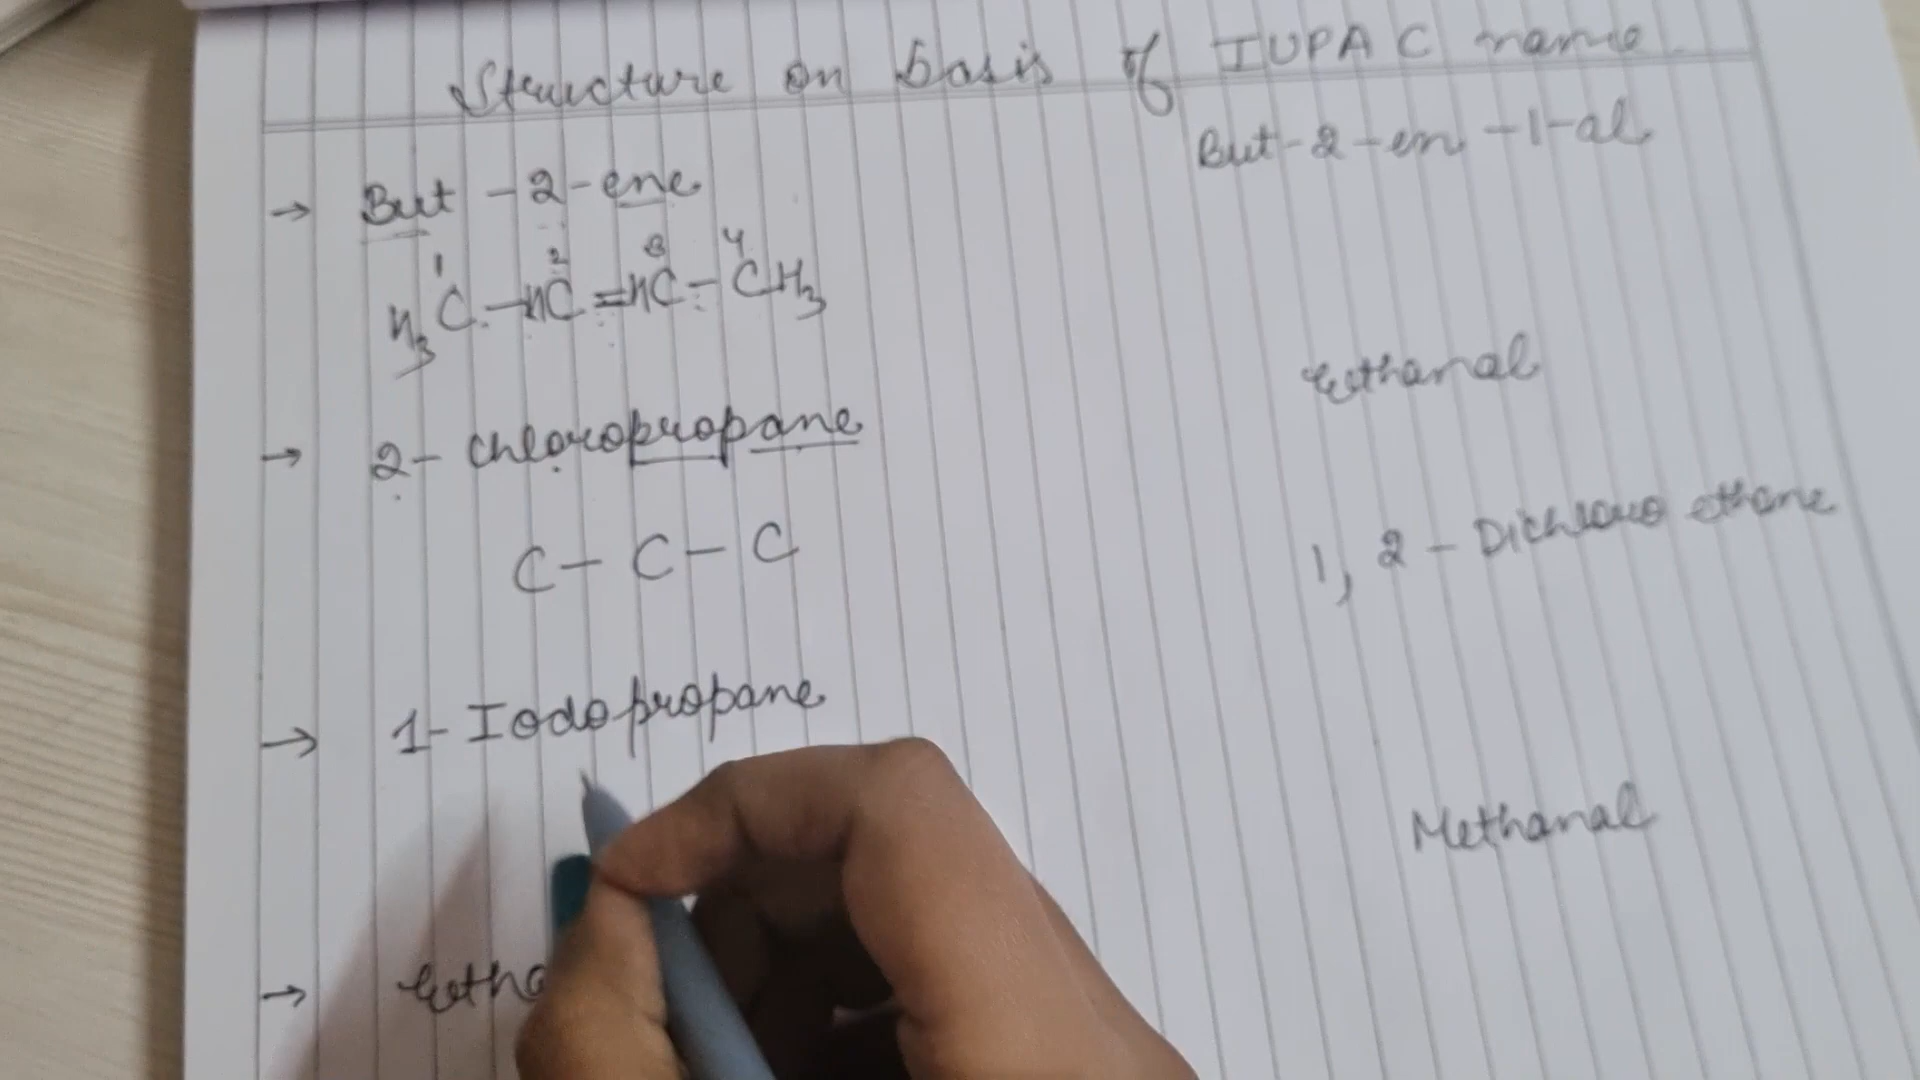 Structure on basis of IUPAC name
But-2-ene
1 2 3 4
H3C-HC=HC-CH3
2-chloropropane
C-C-C
1-Iodopropane
But-2-en-1-al
Ethanal
1, 2-Dichloro ethane
Methanal